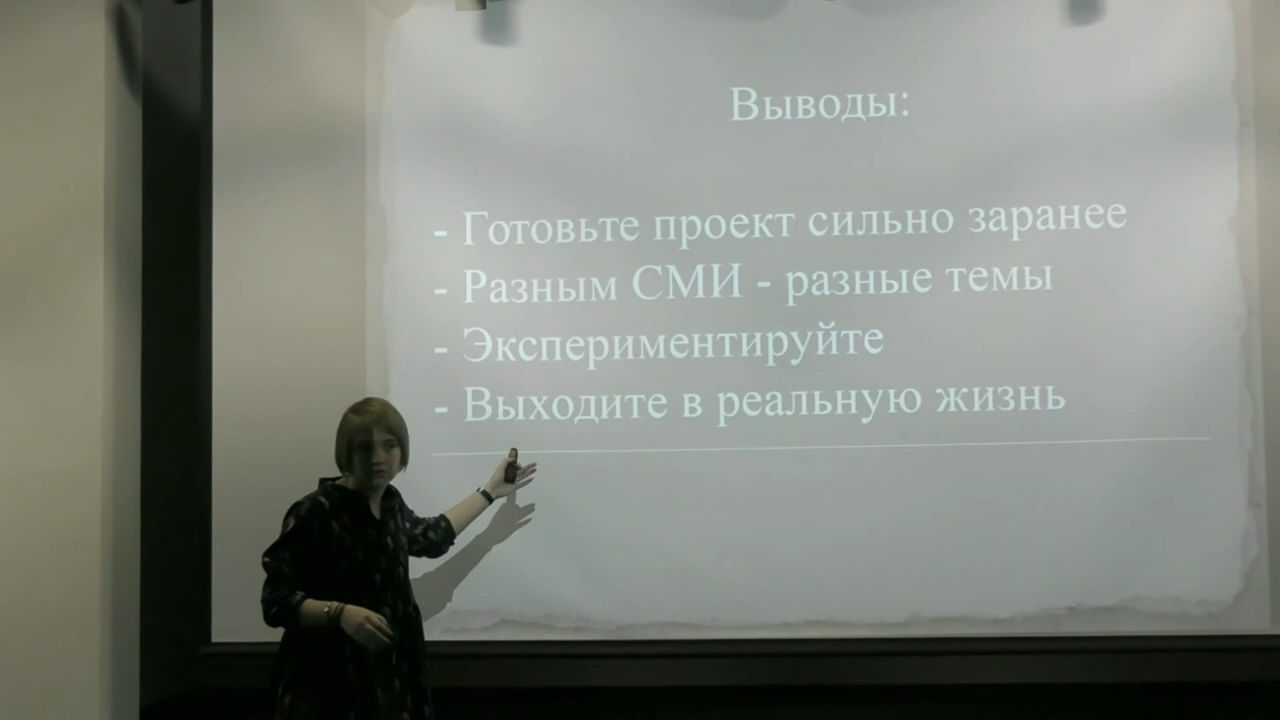 Выводы:
- Готовьте проект сильно заранее
- Разным СМИ - разные темы
- Экспериментируйте
- Выходите в реальную жизнь